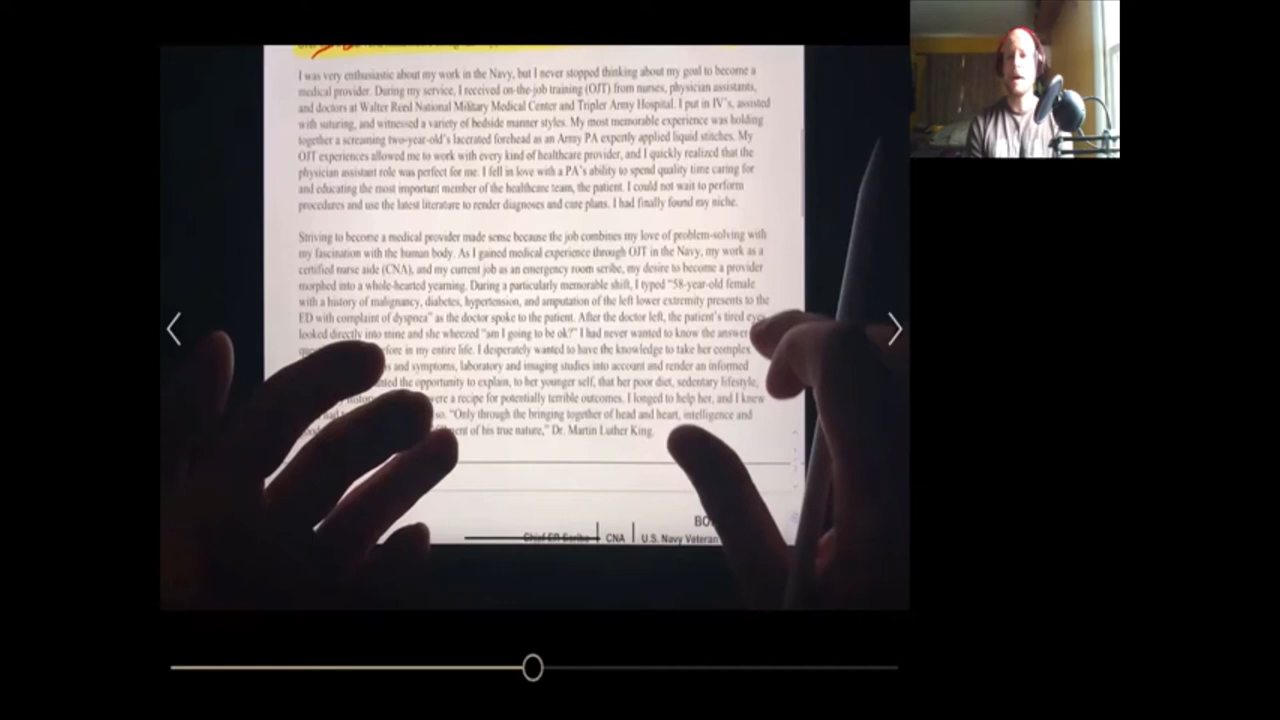 I was very enthusiastic about my work in the Navy, but I never stopped thinking about my goal to become a
medical provider. During my service, I received on-the-job training (OJT) from nurses, physician assistants,
and doctors at Walter Reed National Military Medical Center and Tripler Army Hospital. I put in IV's, assisted
with suturing, and witnessed a variety of bedside manner styles. My most memorable experience was holding
together a screaming two-year-old's lacerated forehead as an Army PA expertly applied liquid stitches. My
OJT experiences allowed me to work with every kind of healthcare provider, and I quickly realized that the
physician assistant role was perfect for me. I fell in love with a PA's ability to spend quality time caring for
and educating the most important member of the healthcare team, the patient. I could not wait to perform
procedures and use the latest literature to render diagnoses and care plans. I had finally found my niche.
Striving to become a medical provider made sense because the job combines my love of problem-solving with
my fascination with the human body. As I gained medical experience through OJT in the Navy, my work as a
certified nurse aide (CNA), and my current job as an emergency room scribe, my desire to become a provider
morphed into a whole-hearted yearning. During a particularly memorable shift, I typed "58-year-old female
with a history of malignancy, diabetes, hypertension, and amputation of the left lower extremity presents to the
ED with complaint of dyspnea" as the doctor spoke to the patient. After the doctor left, the patient's tired eyes
looked directly into mine and she wheezed "am I going to be ok?" I had never wanted to know the answer
in my entire life. I desperately wanted to have the knowledge to take her complex
and symptoms, laboratory and imaging studies into account and render an informed
the opportunity to explain, to her younger self, that her poor diet, sedentary lifestyle,
were a recipe for potentially terrible outcomes. I longed to help her, and I knew
so. "Only through the bringing together of head and heart, intelligence and
of his true nature," Dr. Martin Luther King.
Chief ER Scribe | CNA | U.S. Navy Veteran